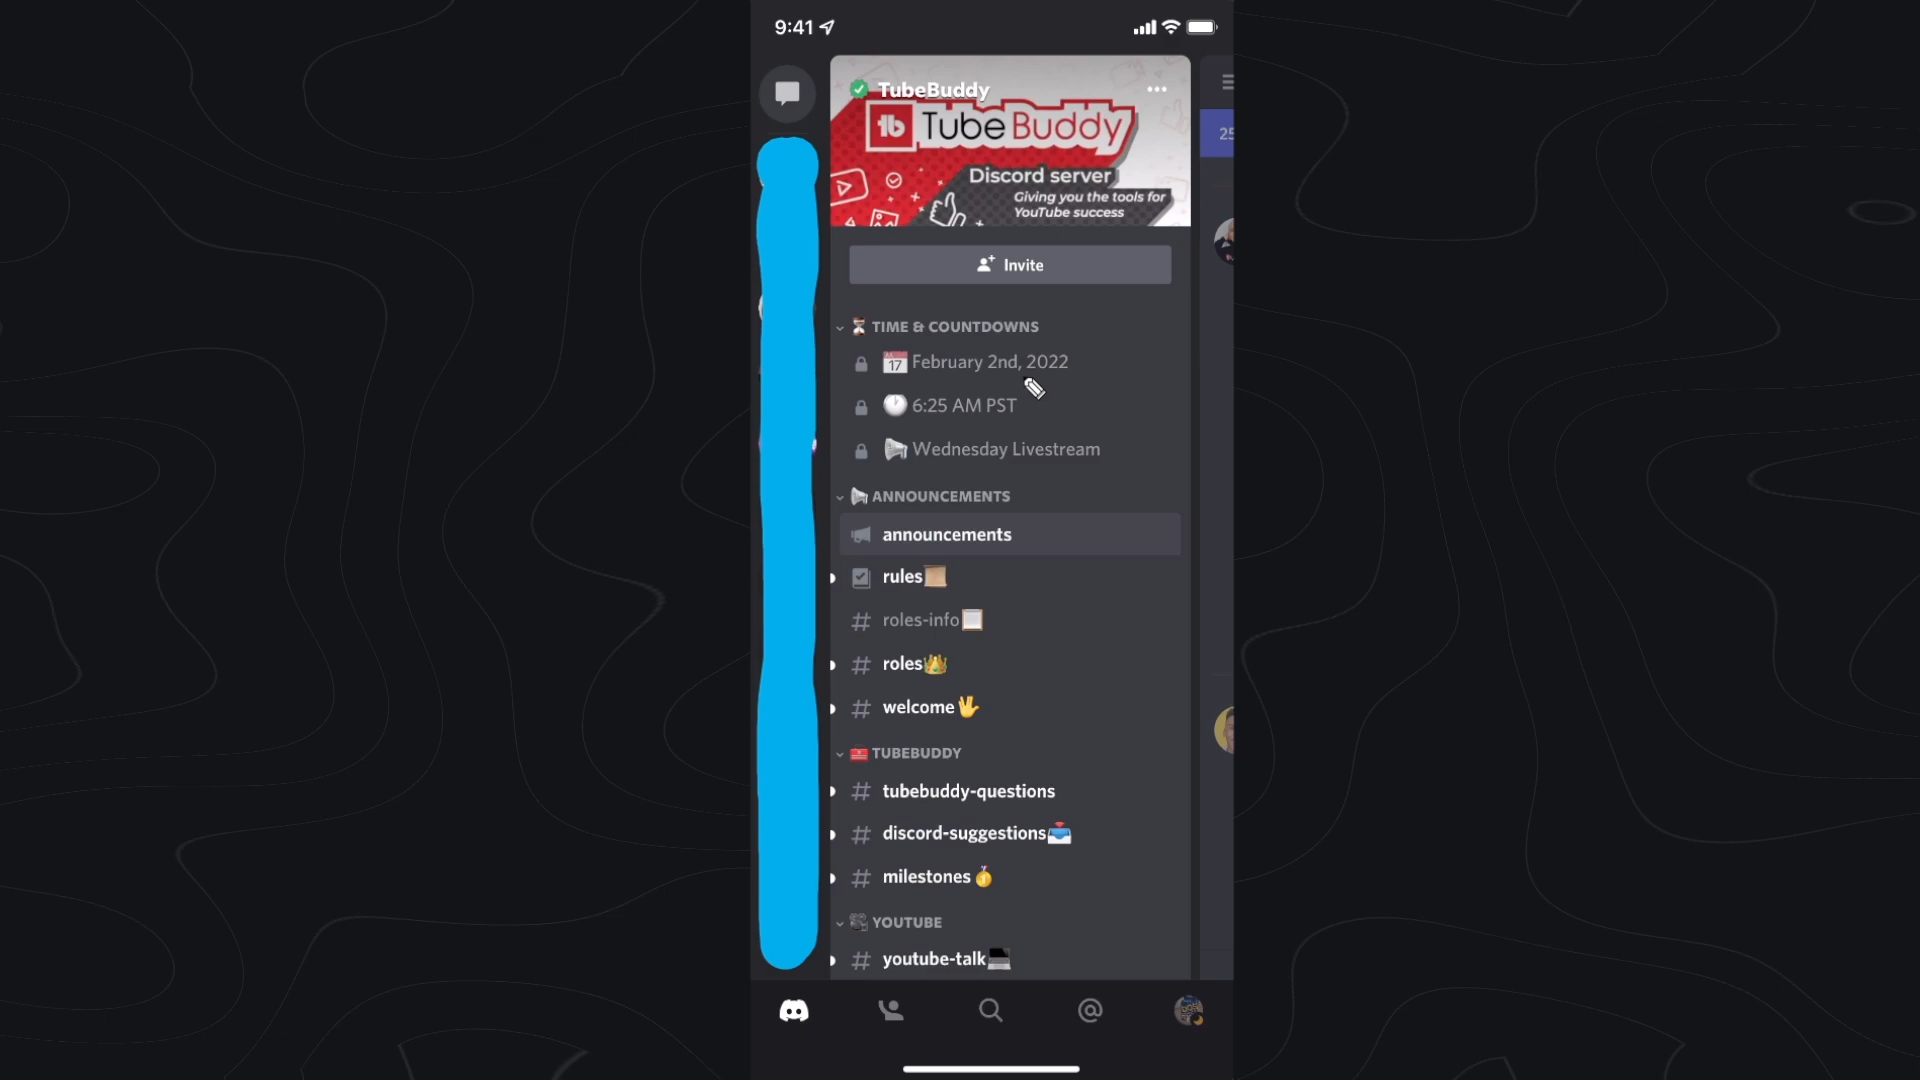 9:41
TubeBuddy
TubeBuddy
Discord server
Giving you the tools for
YouTube success
Invite
TIME & COUNTDOWNS
February 2nd, 2022
6:25 AM PST
Wednesday Livestream
ANNOUNCEMENTS
announcements
rules
roles-info
roles
welcome
TUBEBUDDY
tubebuddy-questions
discord-suggestions
milestones
YOUTUBE
youtube-talk